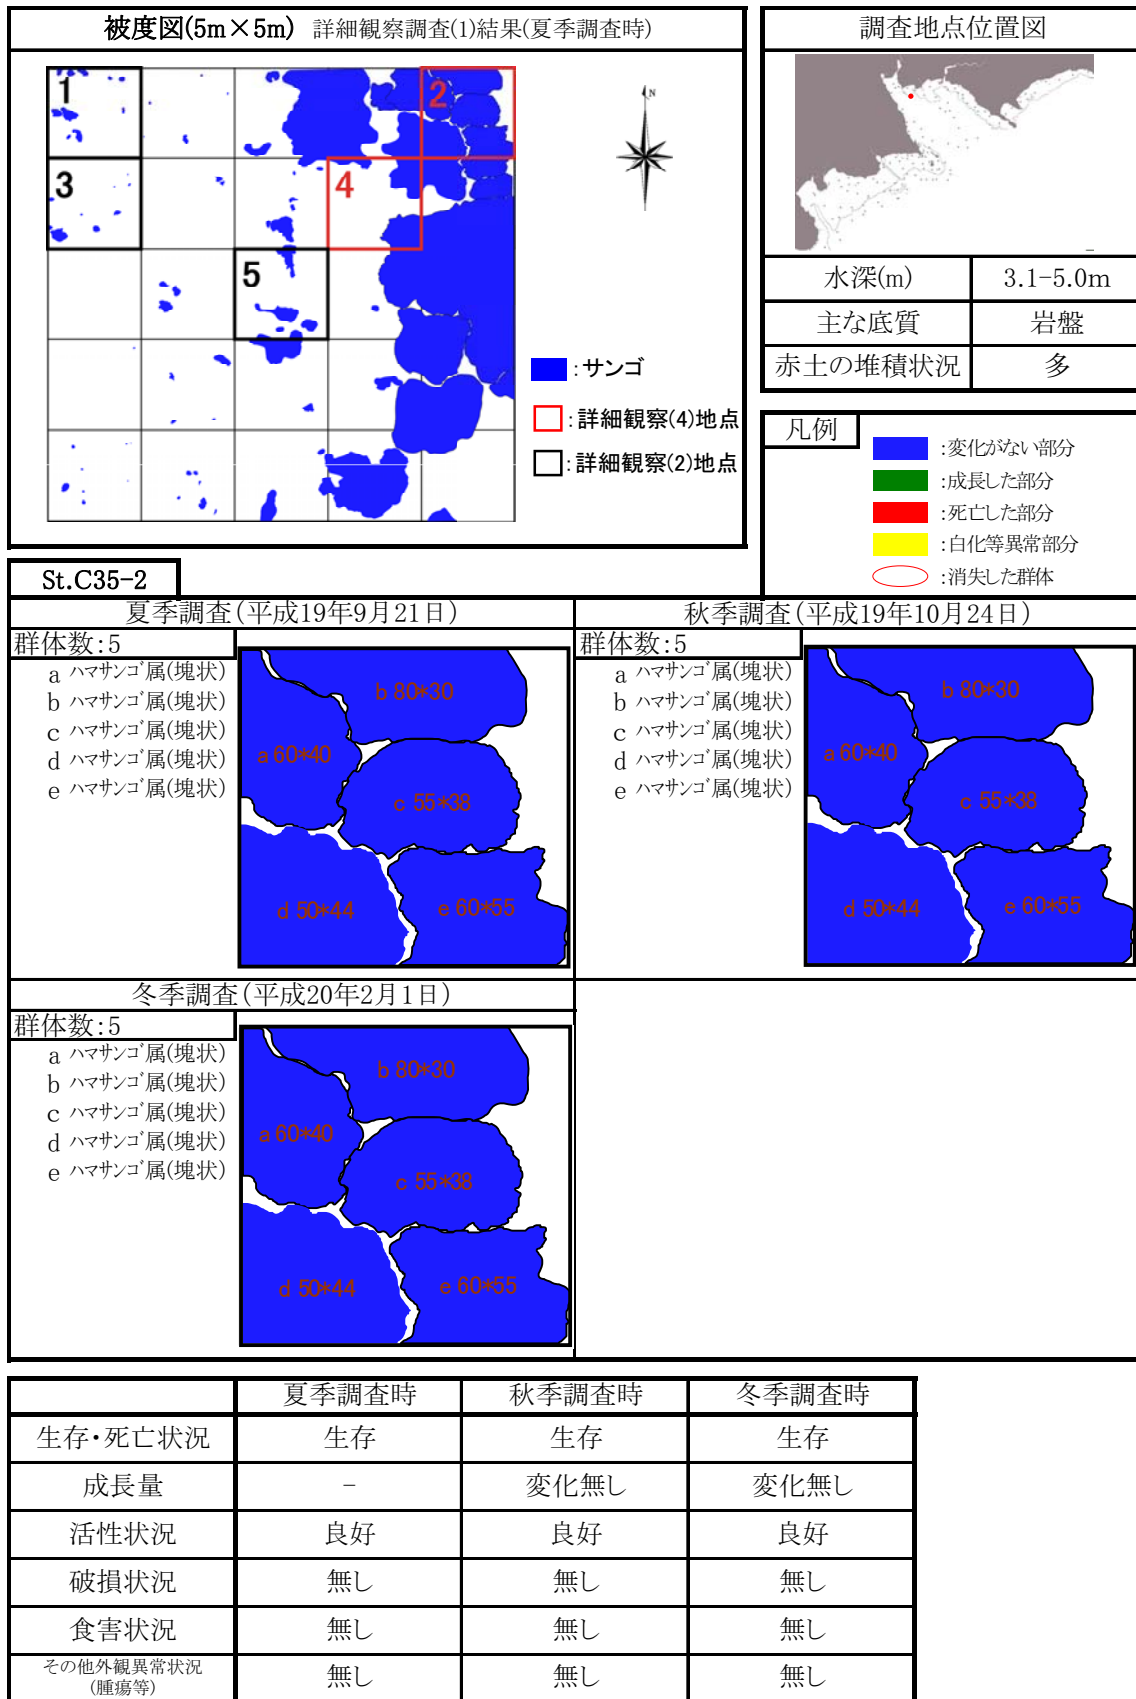 被度図(5m×5m) 詳細観察調査(1)結果(夏季調査時)
1
2
3
4
5
N
:サンゴ
:詳細観察(4)地点
:詳細観察(2)地点
調査地点位置図
水深(m) 3.1-5.0m
主な底質 岩盤
赤土の堆積状況 多
凡例
:変化がない部分
:成長した部分
:死亡した部分
:白化等異常部分
:消失した群体
St.C35-2
夏季調査(平成19年9月21日)
群体数:5
a ハマサンゴ属(塊状)
b ハマサンゴ属(塊状)
c ハマサンゴ属(塊状)
d ハマサンゴ属(塊状)
e ハマサンゴ属(塊状)
b 80*30
a 60*40
c 55*38
d 50*44
e 60*55
秋季調査(平成19年10月24日)
群体数:5
a ハマサンゴ属(塊状)
b ハマサンゴ属(塊状)
c ハマサンゴ属(塊状)
d ハマサンゴ属(塊状)
e ハマサンゴ属(塊状)
b 80*30
a 60*40
c 55*38
d 50*44
e 60*55
冬季調査(平成20年2月1日)
群体数:5
a ハマサンゴ属(塊状)
b ハマサンゴ属(塊状)
c ハマサンゴ属(塊状)
d ハマサンゴ属(塊状)
e ハマサンゴ属(塊状)
b 80*30
a 60*40
c 55*38
d 50*44
e 60*55
夏季調査時 秋季調査時 冬季調査時
生存・死亡状況 生存 生存 生存
成長量 - 変化無し 変化無し
活性状況 良好 良好 良好
破損状況 無し 無し 無し
食害状況 無し 無し 無し
その他外観異常状況
(腫瘍等) 無し 無し 無し